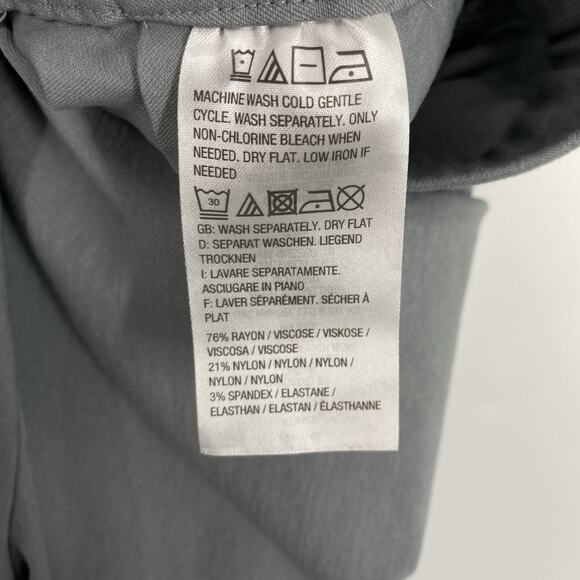 MACHINE WASH COLD GENTLE
CYCLE. WASH SEPARATELY. ONLY
NON-CHLORINE BLEACH WHEN
NEEDED. DRY FLAT. LOW IRON IF
NEEDED
30
GB: WASH SEPARATELY. DRY FLAT
D: SEPARAT WASCHEN. LIEGEND
TROCKNEN
I: LAVARE SEPARATAMENTE.
ASCIUGARE IN PIANO
F: LAVER SÉPARÉMENT. SÉCHER À
PLAT
76% RAYON / VISCOSE / VISKOSE /
VISCOSA / VISCOSE
21% NYLON / NYLON / NYLON /
NYLON / NYLON
3% SPANDEX / ELASTANE /
ELASTHAN / ELASTAN / ÉLASTHANNE